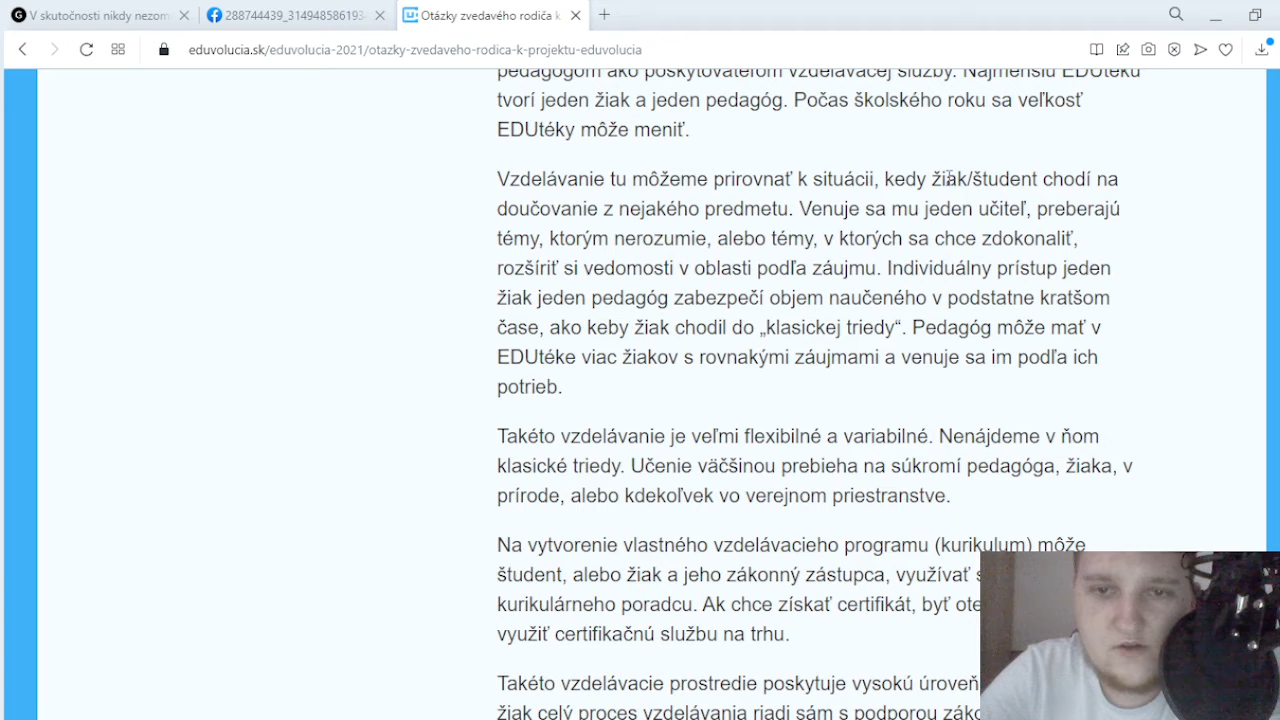 V skutočnosti nikdy nezom
288744439_31494858619
Otázky zvedavého rodiča k
eduvolucia.sk/eduvolucia-2021/otazky-zvedaveho-rodica-k-projektu-eduvolucia
pedagógom ako poskytovateľom vzdelávacej služby. Najmenšiu EDUtéku
tvorí jeden žiak a jeden pedagóg. Počas školského roku sa veľkosť
EDUtéky môže meniť.
Vzdelávanie tu môžeme prirovnať k situácii, kedy žiak/študent chodí na
doučovanie z nejakého predmetu. Venuje sa mu jeden učiteľ, preberajú
témy, ktorým nerozumie, alebo témy, v ktorých sa chce zdokonaliť,
rozšíriť si vedomosti v oblasti podľa záujmu. Individuálny prístup jeden
žiak jeden pedagóg zabezpečí objem naučeného v podstatne kratšom
čase, ako keby žiak chodil do „klasickej triedy“. Pedagóg môže mať v
EDUtéke viac žiakov s rovnakými záujmami a venuje sa im podľa ich
potrieb.
Takéto vzdelávanie je veľmi flexibilné a variabilné. Nenájdeme v ňom
klasické triedy. Učenie väčšinou prebieha na súkromí pedagóga, žiaka, v
prírode, alebo kdekoľvek vo verejnom priestranstve.
Na vytvorenie vlastného vzdelávacieho programu (kurikulum) môže
študent, alebo žiak a jeho zákonný zástupca, využívať
kurikulárneho poradcu. Ak chce získať certifikát, byť
využiť certifikačnú službu na trhu.
Takéto vzdelávacie prostredie poskytuje vysokú úroveň
žiak celý proces vzdelávania riadi sám s podporou